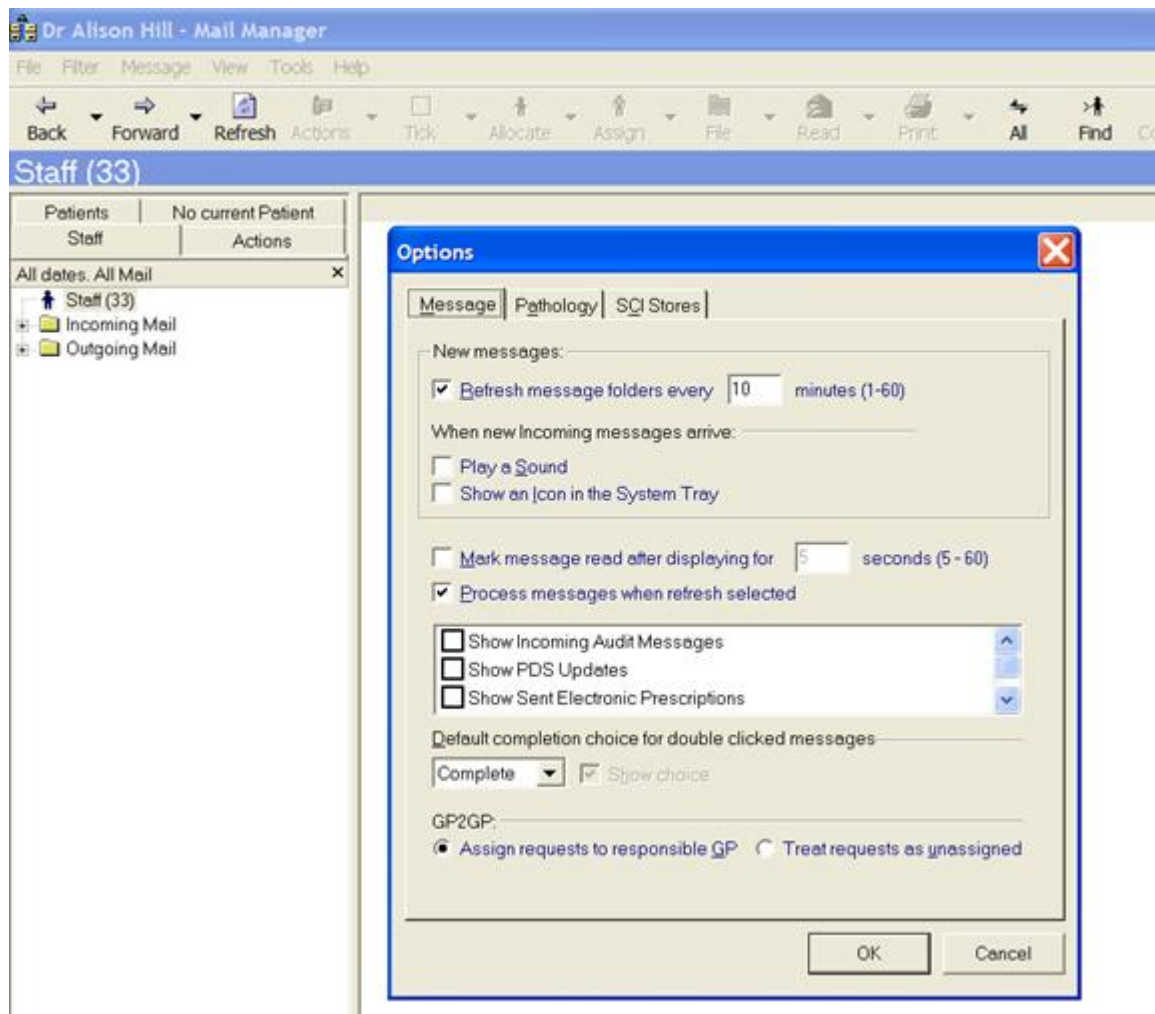 Dr Alison Hill - Mail Manager
File Filter Message View Tools Help
Back Forward Refresh Actions Tick Allocate Assign File Read Print All Find
Staff (33)
Patients No current Patient
Staff Actions
All dates. All Mail
Staff (33)
Incoming Mail
Outgoing Mail
Options
Message Pathology SCI Stores
New messages:
Refresh message folders every 10 minutes (1-60)
When new Incoming messages arrive:
Play a Sound
Show an Icon in the System Tray
Mark message read after displaying for 5 seconds (5 - 60)
Process messages when refresh selected
Show Incoming Audit Messages
Show PDS Updates
Show Sent Electronic Prescriptions
Default completion choice for double clicked messages
Complete Show choice
GP2GP:
Assign requests to responsible GP Treat requests as unassigned
OK Cancel